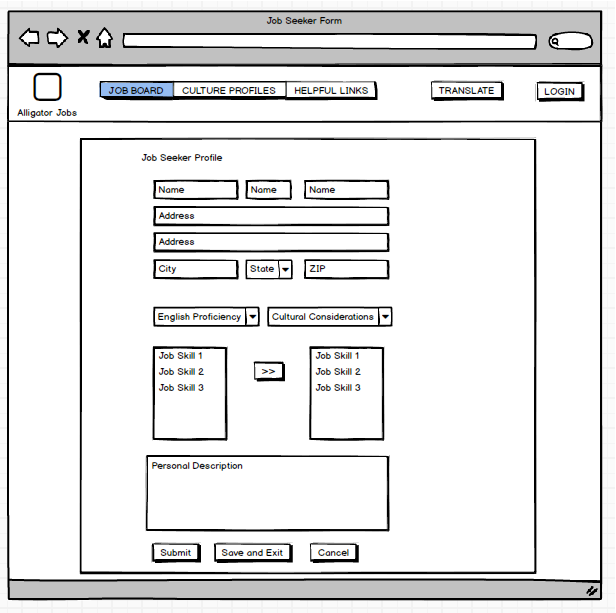 Job Seeker Form
JOB BOARD CULTURE PROFILES HELPFUL LINKS TRANSLATE LOGIN
Alligator Jobs
Job Seeker Profile
Name Name Name
Address
Address
City State ZIP
English Proficiency Cultural Considerations
Job Skill 1 Job Skill 1
Job Skill 2 >> Job Skill 2
Job Skill 3 Job Skill 3
Personal Description
Submit Save and Exit Cancel